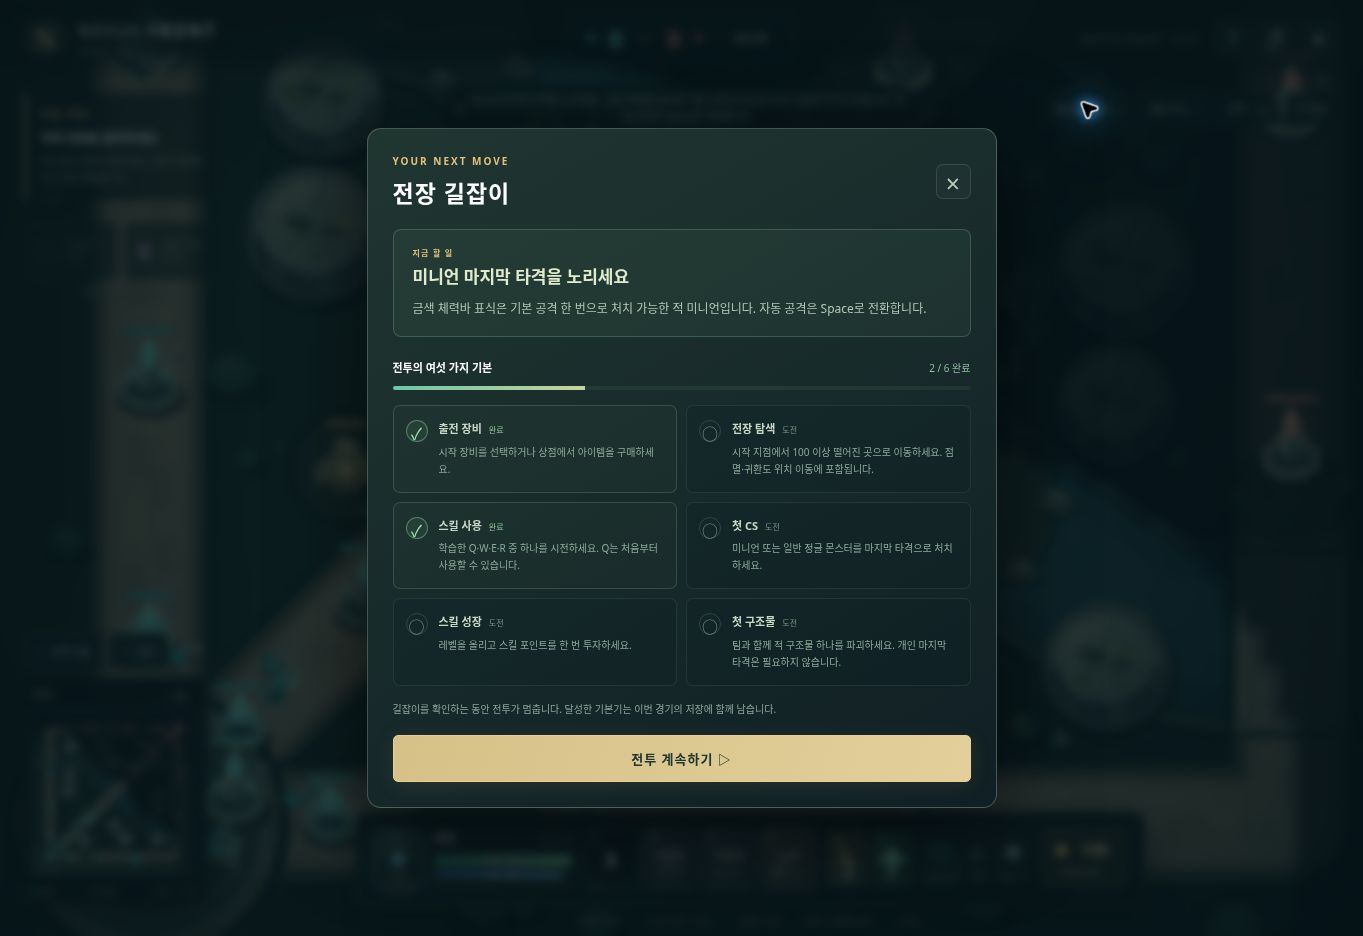 YOUR NEXT MOVE
전장 길잡이
지금 할 일
미니언 마지막 타격을 노리세요
금색 체력바 표식은 기본 공격 한 번으로 처치 가능한 적 미니언입니다. 자동 공격은 Space로 전환합니다.
전투의 여섯 가지 기본
2 / 6 완료
출전 장비 완료
시작 장비를 선택하거나 상점에서 아이템을 구매하세
요.
전장 탐색 도전
시작 지점에서 100 이상 떨어진 곳으로 이동하세요. 점
멸·귀환도 위치 이동에 포함됩니다.
스킬 사용 완료
학습한 Q·W·E·R 중 하나를 시전하세요. Q는 처음부터
사용할 수 있습니다.
첫 CS 도전
미니언 또는 일반 정글 몬스터를 마지막 타격으로 처치
하세요.
스킬 성장 도전
레벨을 올리고 스킬 포인트를 한 번 투자하세요.
첫 구조물 도전
팀과 함께 적 구조물 하나를 파괴하세요. 개인 마지막
타격은 필요하지 않습니다.
길잡이를 확인하는 동안 전투가 멈춥니다. 달성한 기본기는 이번 경기의 저장에 함께 남습니다.
전투 계속하기 ▷